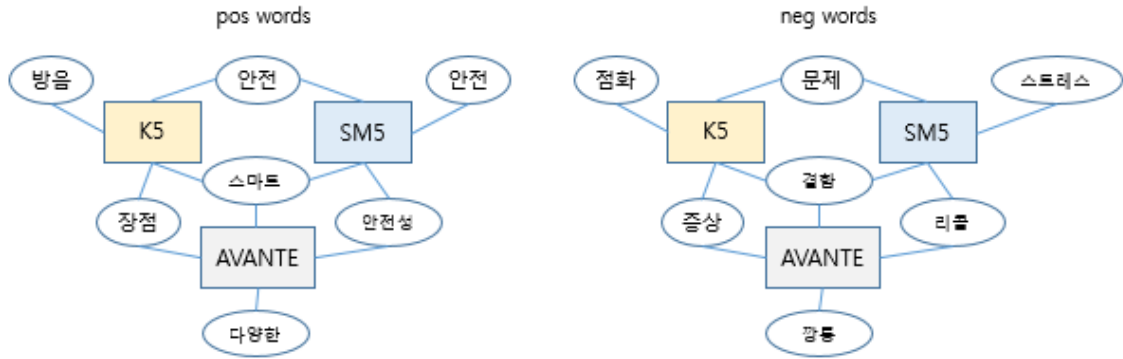 pos words
방음
안전
안전
K5
SM5
스마트
장점
안전성
AVANTE
다양한
neg words
점화
문제
스트레스
K5
SM5
결함
증상
리콜
AVANTE
깡통